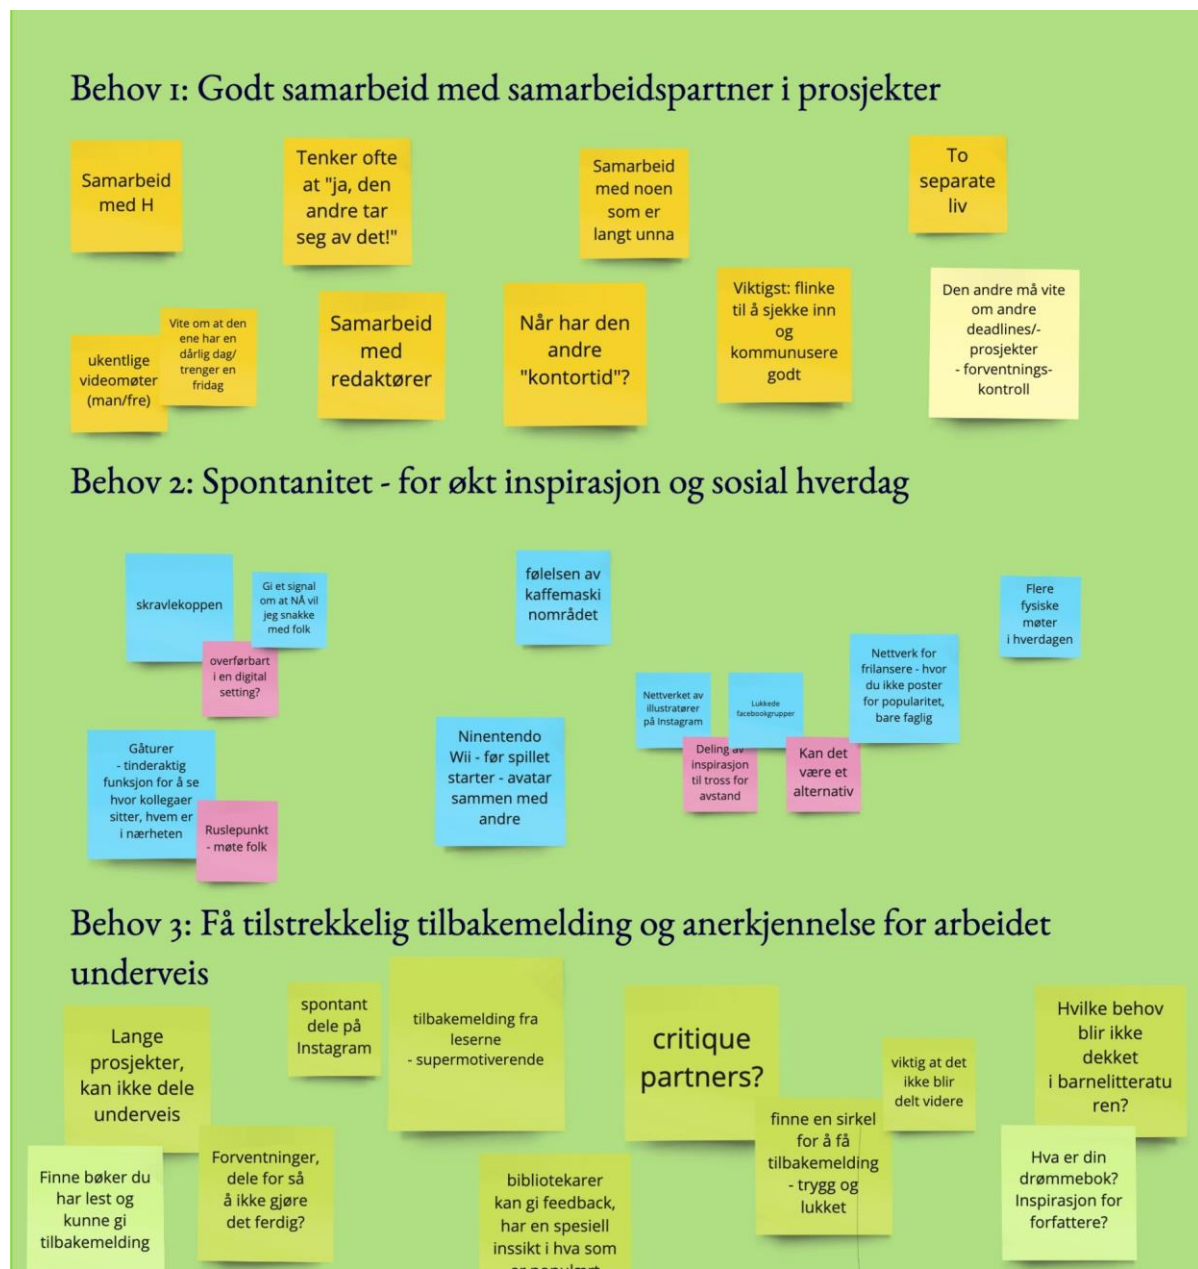 Behov 1: Godt samarbeid med samarbeidspartner i prosjekter
Samarbeid
med H
Tenker ofte
at "ja, den
andre tar
seg av det!"
Samarbeid
med noen
som er
langt unna
To
separate
liv
ukentlige
videomøter
(man/fre)
Vite om at den
ene har en
dårlig dag/
trenger en
fridag
Samarbeid
med
redaktører
Når har den
andre
"kontortid"?
Viktigst: flinke
til å sjekke inn
og
kommunusere
godt
Den andre må vite
om andre
deadlines/-
prosjekter
- forventnings-
kontroll
Behov 2: Spontanitet - for økt inspirasjon og sosial hverdag
skravlekoppen
Gi et signal
om at NÅ vil
jeg snakke
med folk
overførbart
i en digital
setting?
følelsen av
kaffemaski
nområdet
Flere
fysiske
møter
i hverdagen
Gåturer
- tinderaktig
funksjon for å se
hvor kollegaer
sitter, hvem er
i nærheten
Ruslepunkt
- møte folk
Ninentendo
Wii - før spillet
starter - avatar
sammen med
andre
Nettverket av
illustratører
på Instagram
Deling av
inspirasjon
til tross for
avstand
Lukkede
facebookgrupper
Kan det
være et
alternativ
Nettverk for
frilansere - hvor
du ikke poster
for popularitet,
bare faglig
Behov 3: Få tilstrekkelig tilbakemelding og anerkjennelse for arbeidet
underveis
Lange
prosjekter,
kan ikke dele
underveis
spontant
dele på
Instagram
tilbakemelding fra
leserne
- supermotiverende
critique
partners?
viktig at det
ikke blir
delt videre
Hvilke behov
blir ikke
dekket
i barnelitteratu
ren?
Finne bøker du
har lest og
kunne gi
tilbakemelding
Forventninger,
dele for så
å ikke gjøre
det ferdig?
bibliotekarer
kan gi feedback,
har en spesiell
inssikt i hva som
er populært
finne en sirkel
for å få
tilbakemelding
- trygg og
lukket
Hva er din
drømmebok?
Inspirasjon for
forfattere?